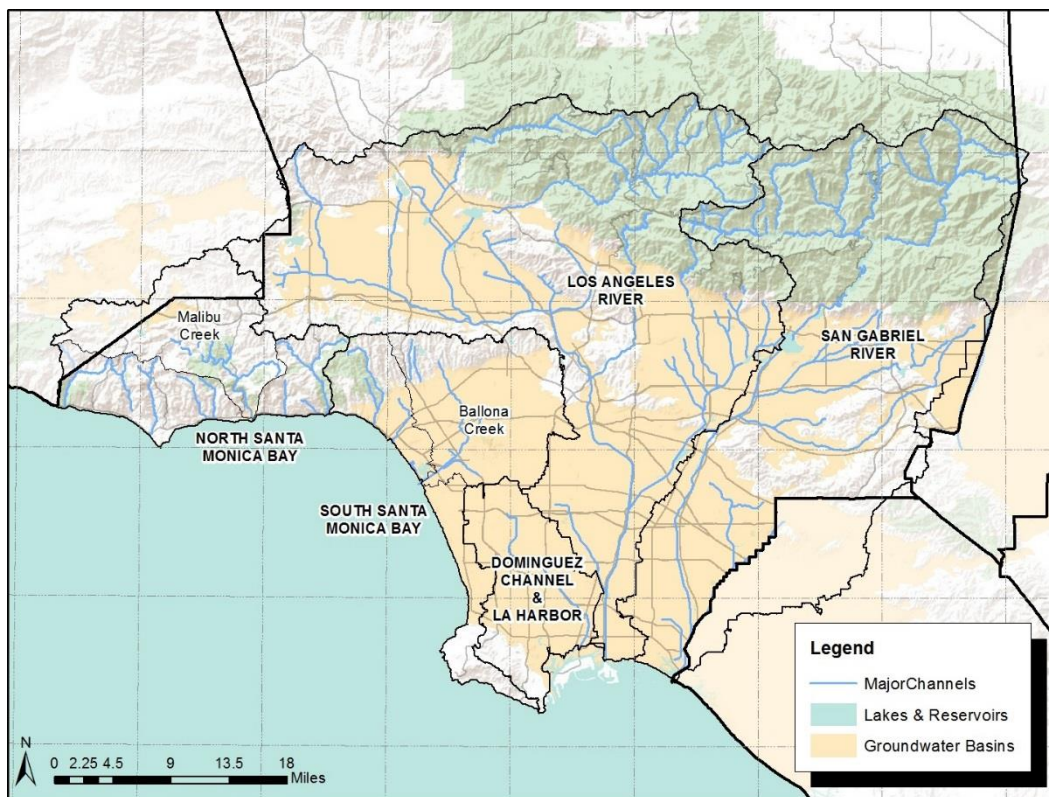 LOS ANGELES
RIVER
Malibu
Creek
SAN GABRIEL
RIVER
Ballona
Creek
NORTH SANTA
MONICA BAY
SOUTH SANTA
MONICA BAY
DOMINGUEZ
CHANNEL
&
LA HARBOR
Legend
MajorChannels
Lakes & Reservoirs
Groundwater Basins
N
0 2.25 4.5 9 13.5 18
Miles